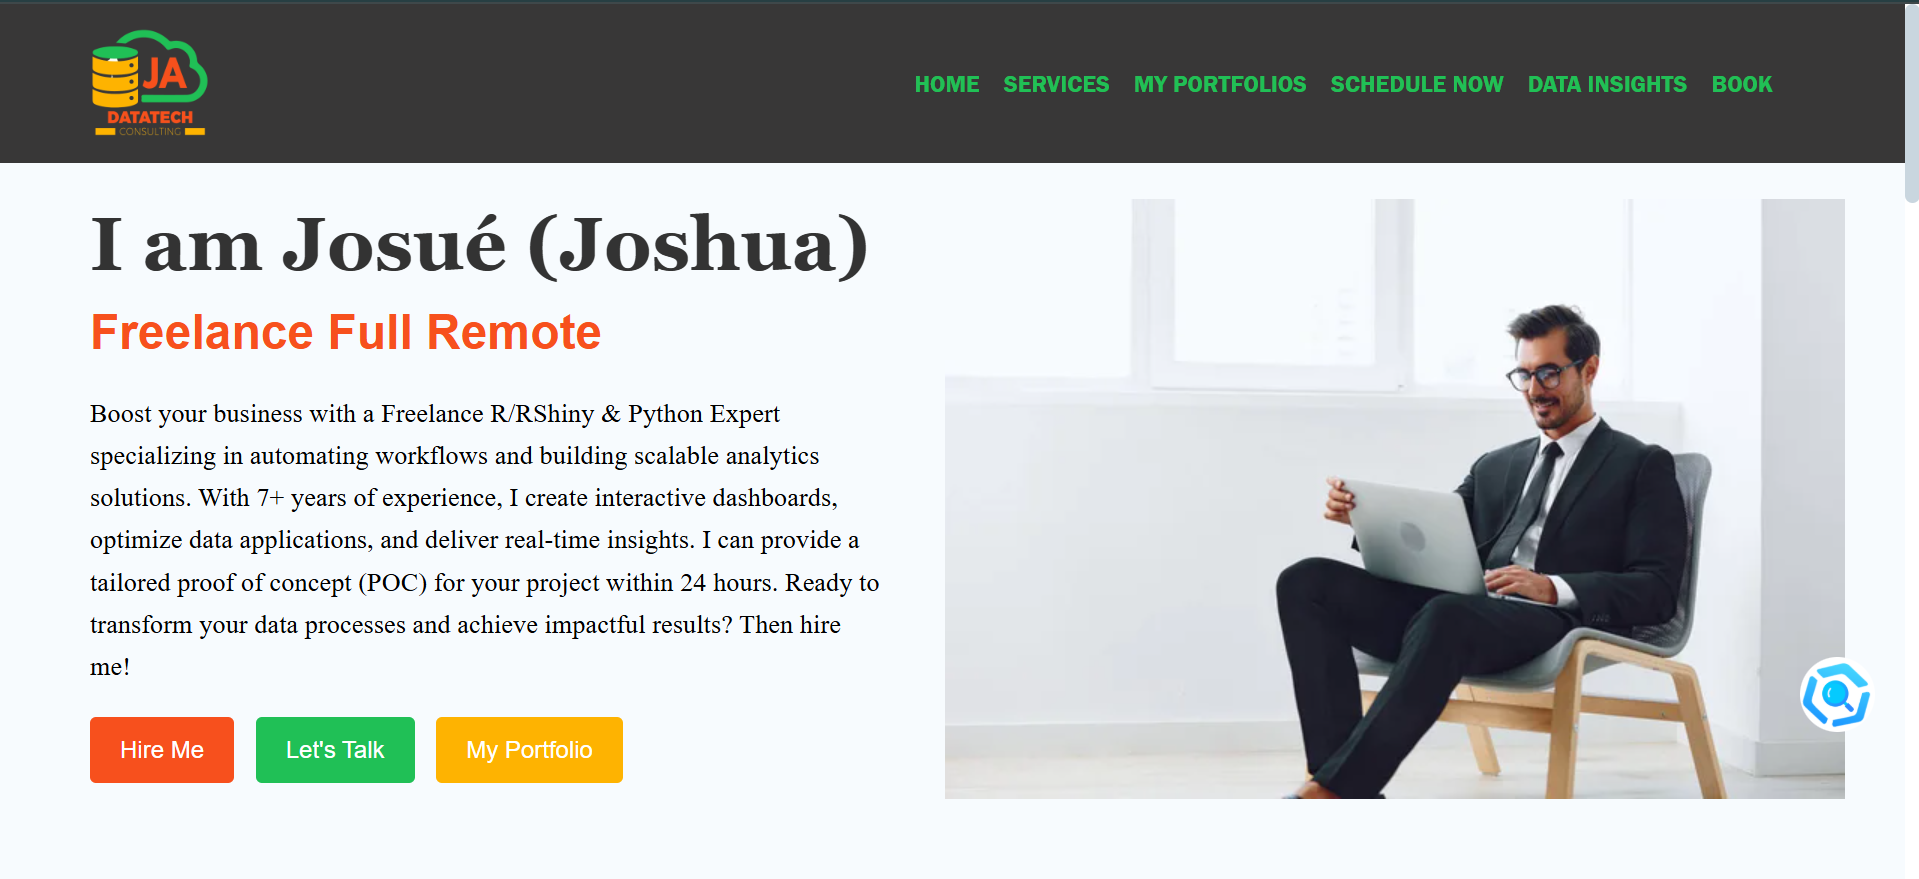 JA
DATATECH
CONSULTING
HOME SERVICES MY PORTFOLIOS SCHEDULE NOW DATA INSIGHTS BOOK
I am Josué (Joshua)
Freelance Full Remote
Boost your business with a Freelance R/RShiny & Python Expert
specializing in automating workflows and building scalable analytics
solutions. With 7+ years of experience, I create interactive dashboards,
optimize data applications, and deliver real-time insights. I can provide a
tailored proof of concept (POC) for your project within 24 hours. Ready to
transform your data processes and achieve impactful results? Then hire
me!
Hire Me Let's Talk My Portfolio